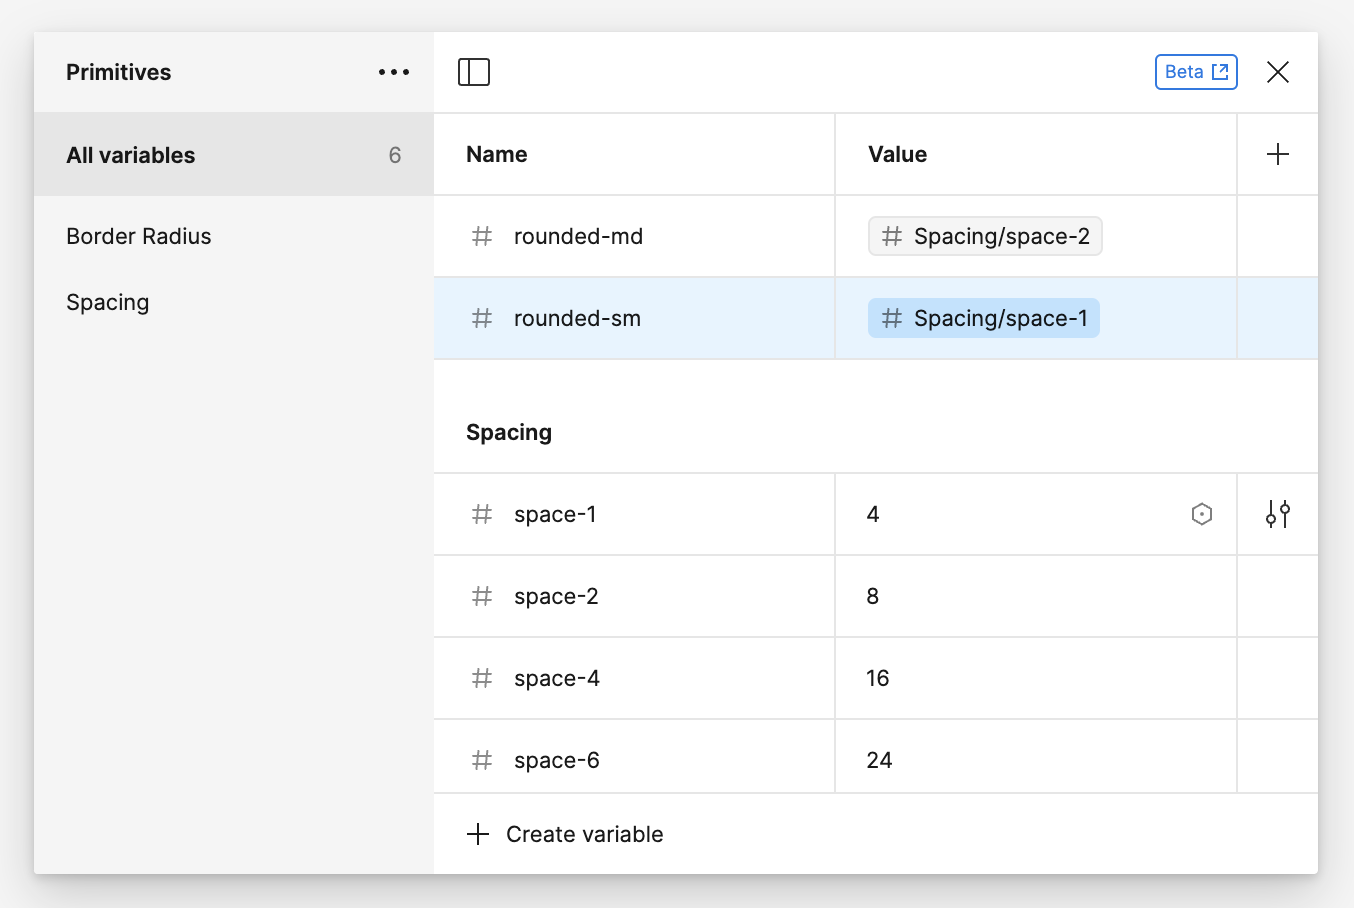 Primitives
Beta
All variables 6
Name Value
Border Radius
# rounded-md # Spacing/space-2
Spacing
# rounded-sm # Spacing/space-1
Spacing
# space-1 4
# space-2 8
# space-4 16
# space-6 24
Create variable